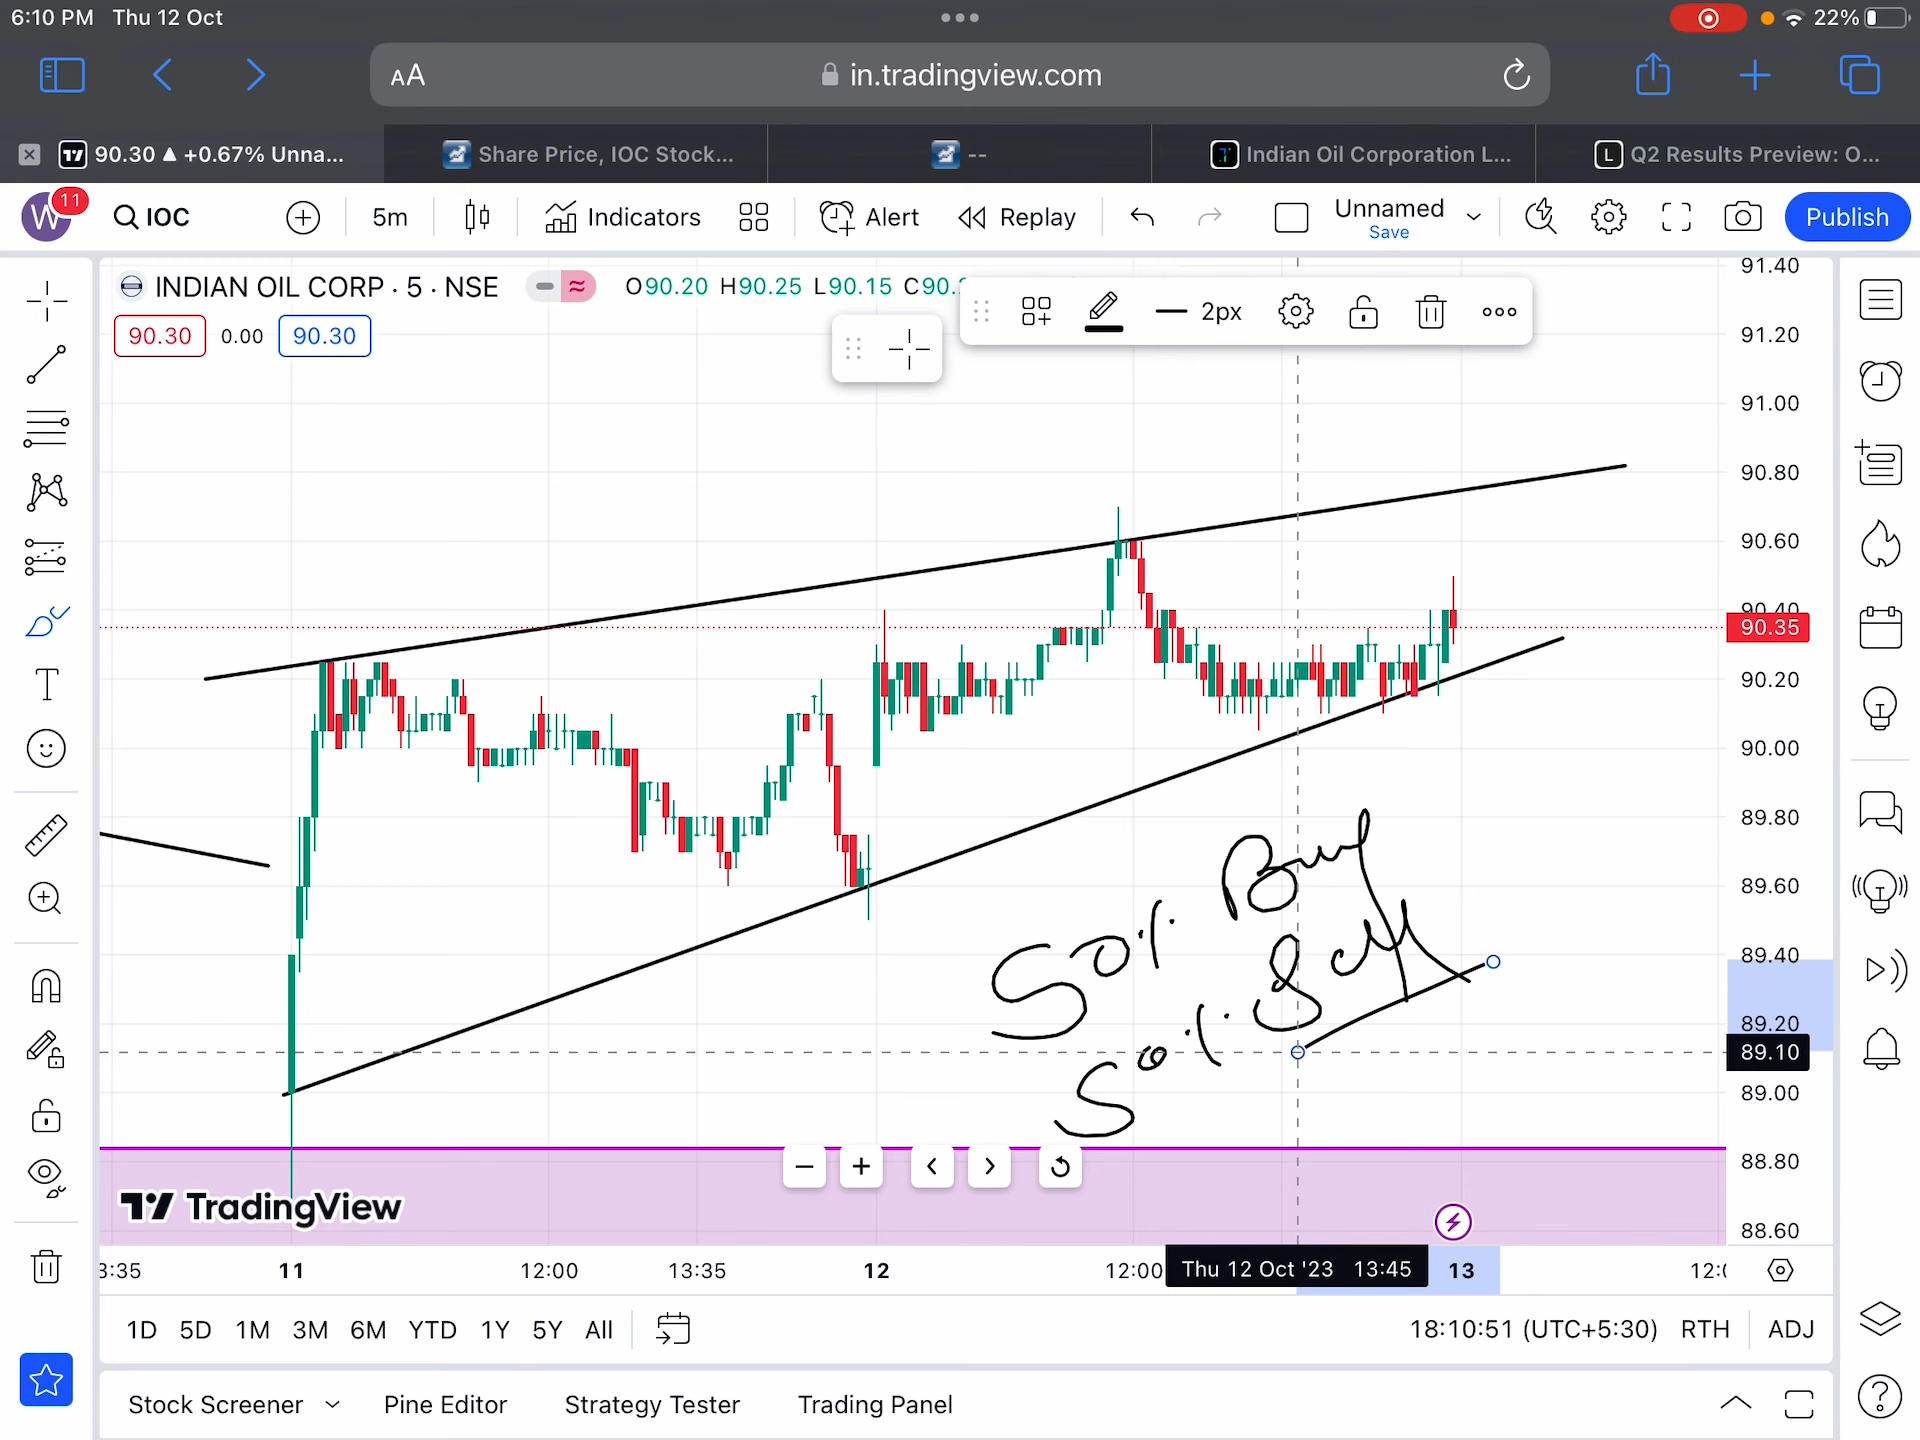 6:10 PM Thu 12 Oct
22%
AA in.tradingview.com
90.30 ▲ +0.67% Unna...
Share Price, IOC Stock...
--
Indian Oil Corporation L...
Q2 Results Preview: O...
W 11
IOC
5m
Indicators
Alert
Replay
Unnamed
Save
Publish
INDIAN OIL CORP · 5 · NSE
O90.20 H90.25 L90.15 C90.
90.30 0.00 90.30
2px
91.40
91.20
91.00
90.80
90.60
90.40
90.35
90.20
90.00
89.80
89.60
89.40
89.20
89.10
89.00
88.80
88.60
50%
50% Sell
TradingView
3:35 11 12:00 13:35 12 12:00 Thu 12 Oct '23 13:45 13 12:0
1D 5D 1M 3M 6M YTD 1Y 5Y All
18:10:51 (UTC+5:30) RTH ADJ
Stock Screener Pine Editor Strategy Tester Trading Panel